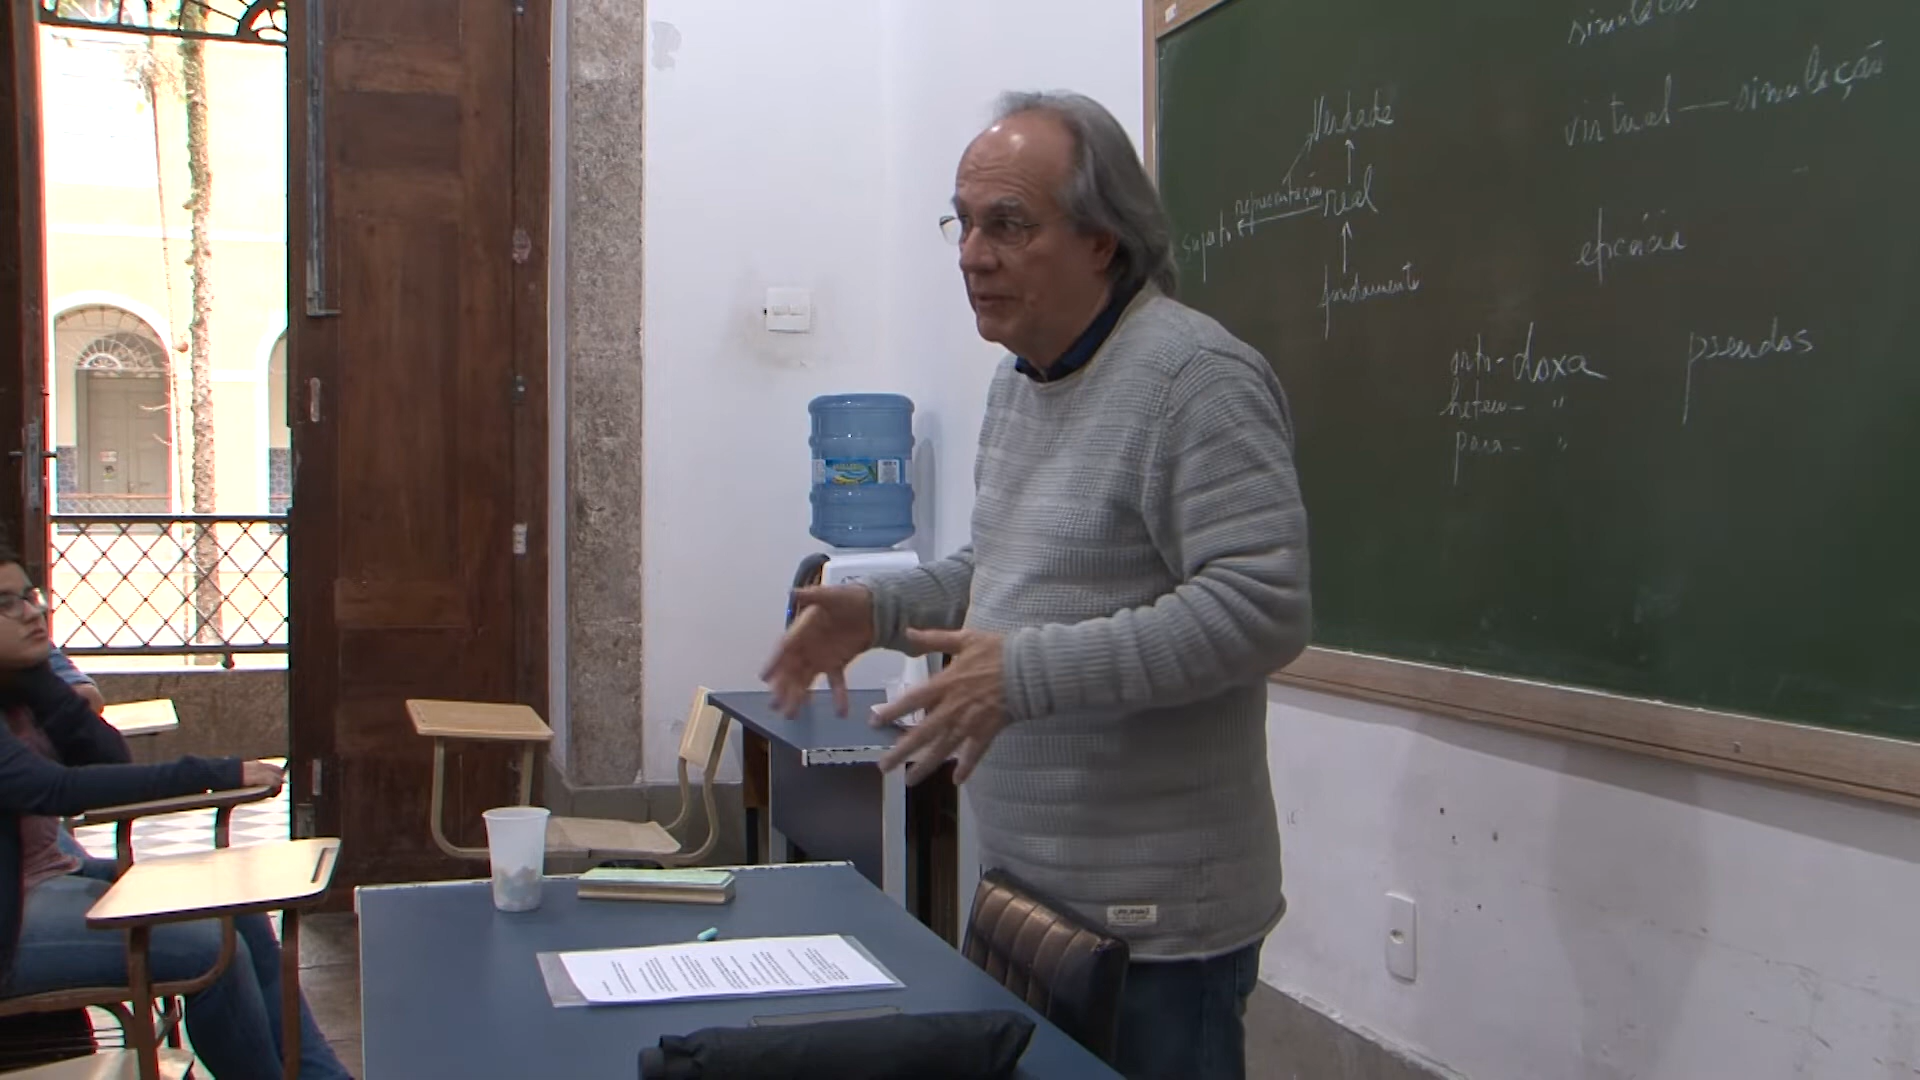 Verdade
representação real
sujeito
fundamento
simulacro
virtual — simulação
eficácia
orto-doxa
hetero- "
para- "
pseudos